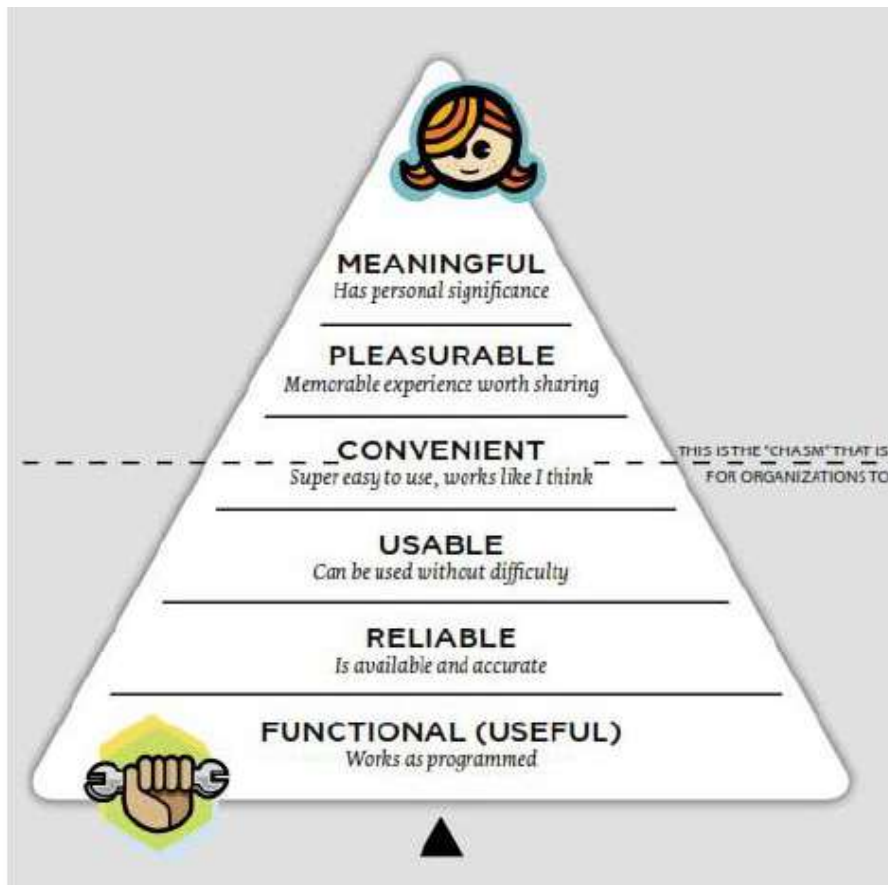 MEANINGFUL
Has personal significance
PLEASURABLE
Memorable experience worth sharing
CONVENIENT
Super easy to use, works like I think
THIS IS THE "CHASM" THAT IS
FOR ORGANIZATIONS TO
USABLE
Can be used without difficulty
RELIABLE
Is available and accurate
FUNCTIONAL (USEFUL)
Works as programmed